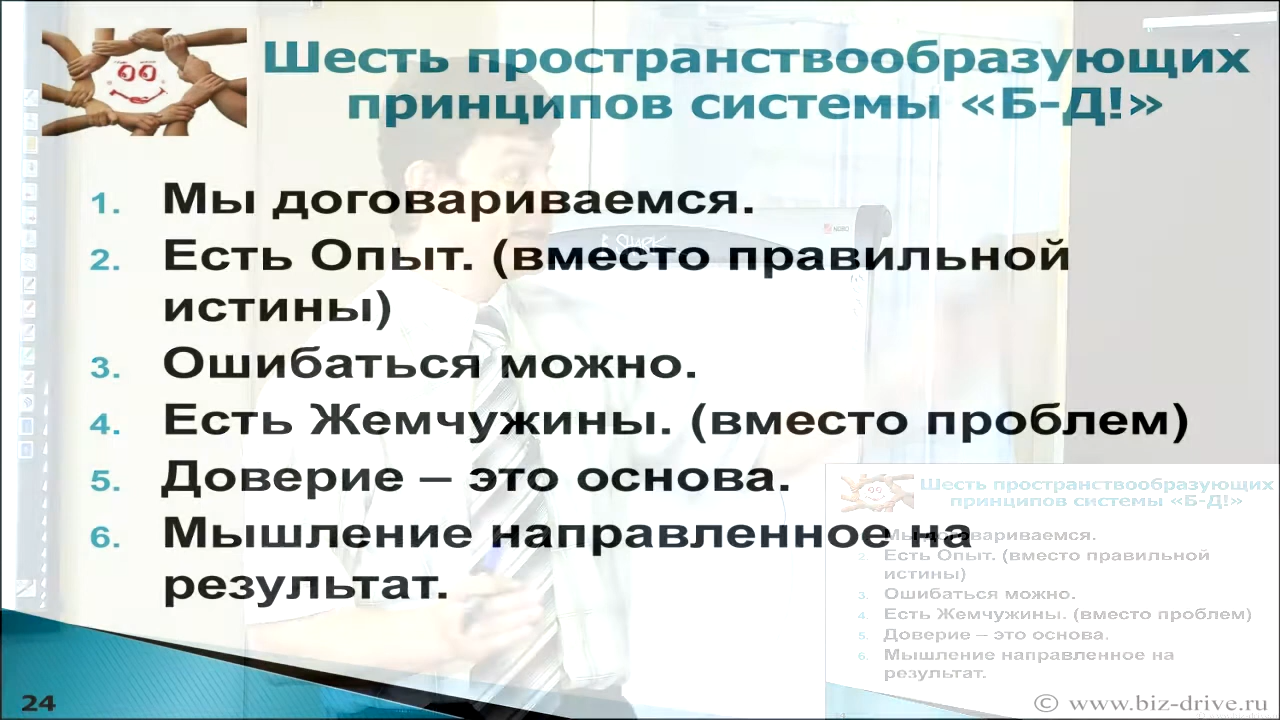 Шесть пространствообразующих
принципов системы «Б-Д!»
1. Мы договариваемся.
2. Есть Опыт. (вместо правильной
истины)
3. Ошибаться можно.
4. Есть Жемчужины. (вместо проблем)
5. Доверие – это основа.
6. Мышление направленное на
результат.
NOBO
Шесть пространствообразующих
принципов системы «Б-Д!»
Мы договариваемся.
2. Есть Опыт. (вместо правильной
истины)
3. Ошибаться можно.
4. Есть Жемчужины. (вместо проблем)
5. Доверие – это основа.
6. Мышление направленное на
результат.
24
© www.biz-drive.ru